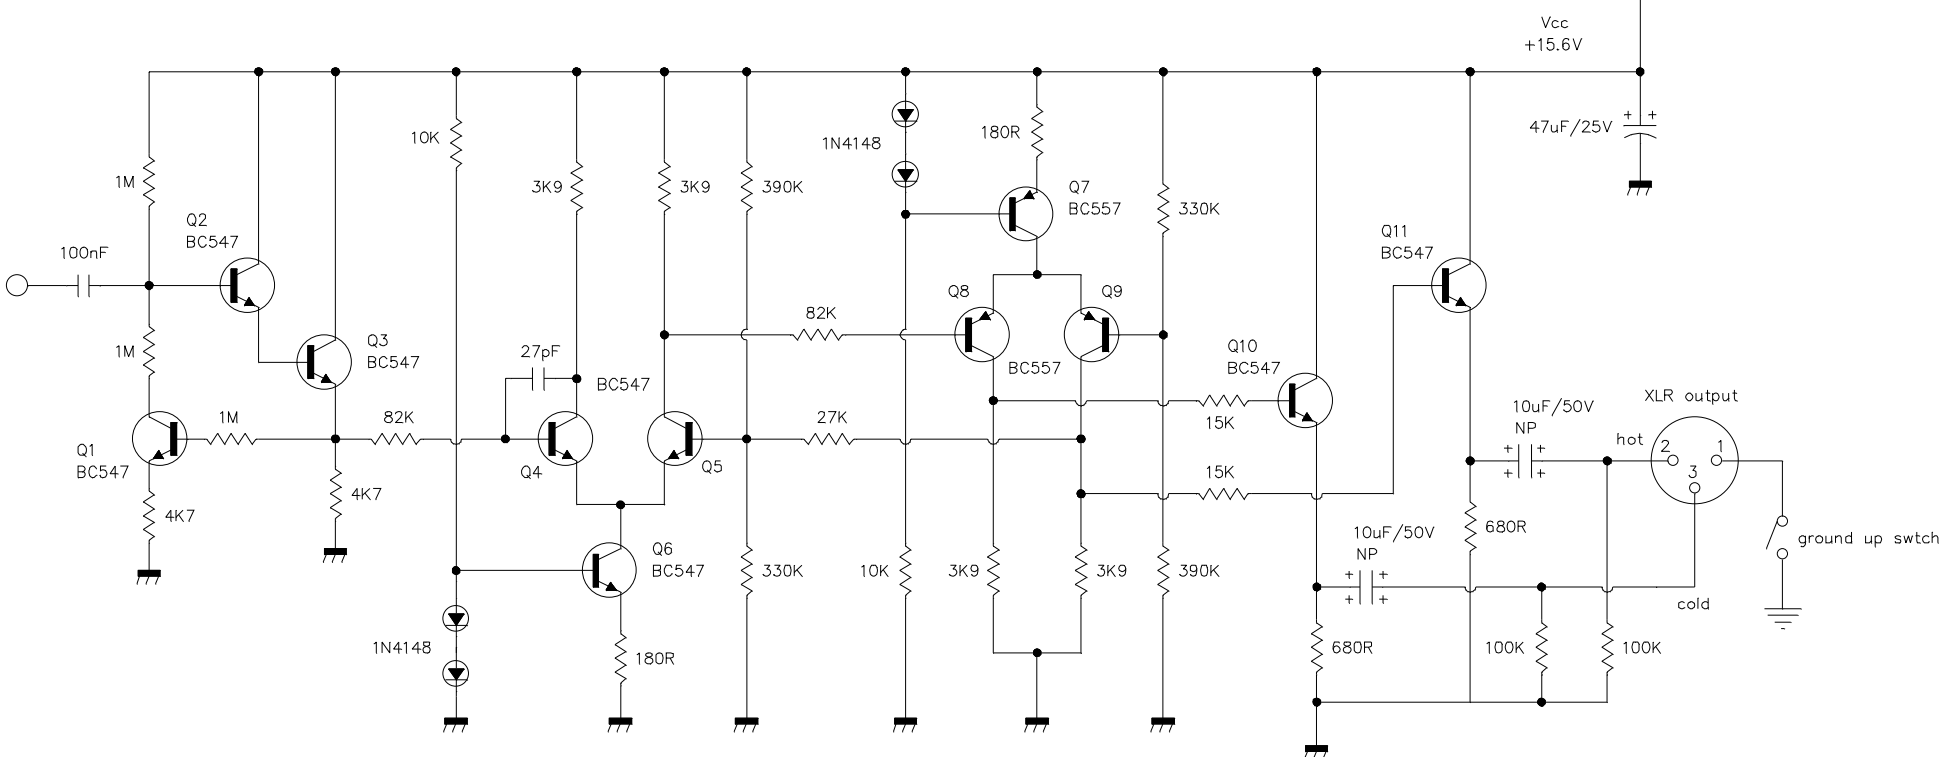 Vcc
+15.6V
47uF/25V
+ +
10K
1N4148
180R
1M
3K9
3K9
390K
Q7
BC557
330K
Q2
BC547
Q11
BC547
100nF
Q8
Q9
82K
Q3
BC547
1M
27pF
BC547
BC557
Q10
BC547
XLR output
10uF/50V
NP
1M
82K
27K
15K
hot
2
1
3
+ +
+ +
Q1
BC547
Q4
Q5
15K
4K7
4K7
680R
10uF/50V
NP
ground up swtch
Q6
BC547
330K
10K
3K9
3K9
390K
+ +
+ +
cold
1N4148
180R
680R
100K
100K